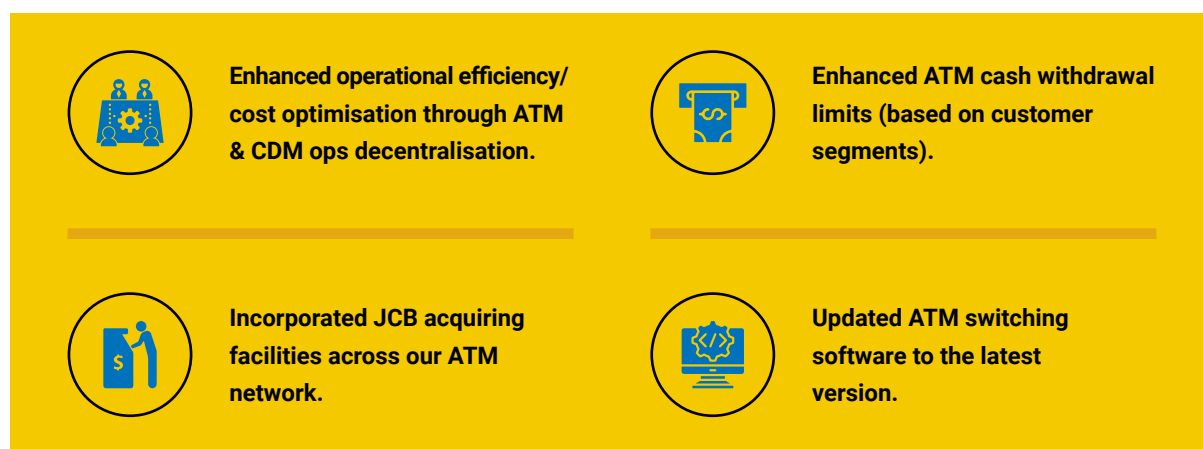 Enhanced operational efficiency/
cost optimisation through ATM
& CDM ops decentralisation.
Enhanced ATM cash withdrawal
limits (based on customer
segments).
$
Incorporated JCB acquiring
facilities across our ATM
network.
$
</>
Updated ATM switching
software to the latest
version.